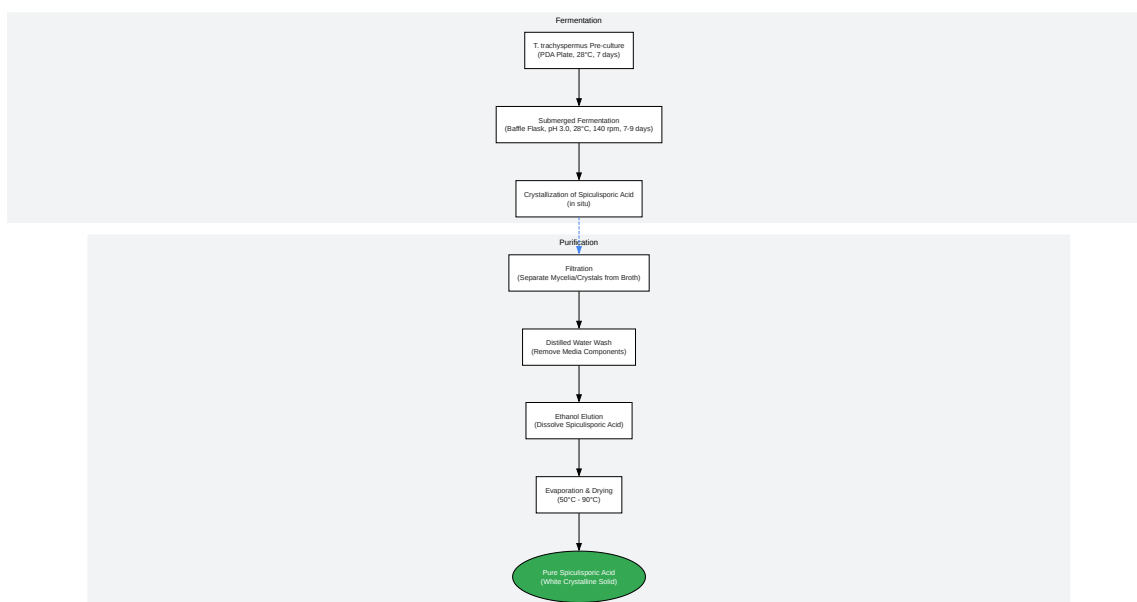 Fermentation
T. trachyspermus Pre-culture
(PDA Plate, 28°C, 7 days)
Submerged Fermentation
(Baffle Flask, pH 3.0, 28°C, 140 rpm, 7-9 days)
Crystallization of Spiculisporic Acid
(in situ)
Purification
Filtration
(Separate Mycelia/Crystals from Broth)
Distilled Water Wash
(Remove Media Components)
Ethanol Elution
(Dissolve Spiculisporic Acid)
Evaporation & Drying
(50°C - 90°C)
Pure Spiculisporic Acid
(White Crystalline Solid)